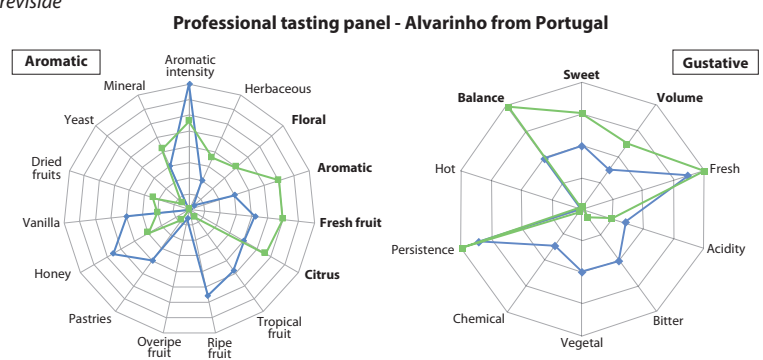 reviside
Professional tasting panel - Alvarinho from Portugal
Aromatic
Aromatic
intensity
Herbaceous
Floral
Aromatic
Fresh fruit
Citrus
Tropical
fruit
Ripe
fruit
Overipe
fruit
Pastries
Honey
Vanilla
Dried
fruits
Yeast
Mineral
Gustative
Sweet
Volume
Fresh
Acidity
Bitter
Vegetal
Chemical
Persistence
Hot
Balance